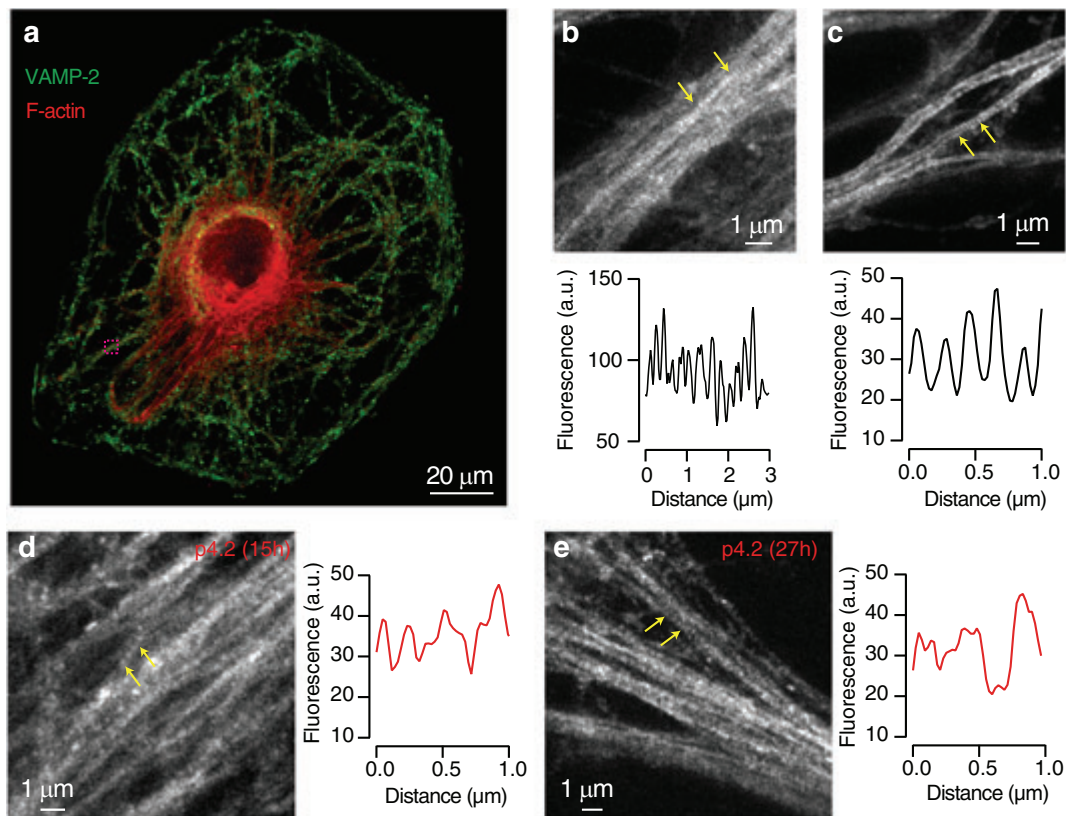 a
VAMP-2
F-actin
20 µm
b
1 µm
c
1 µm
Fluorescence (a.u.)
150
100
50
0 1 2 3
Distance (µm)
Fluorescence (a.u.)
50
40
30
20
10
0.0 0.5 1.0
Distance (µm)
d
p4.2 (15h)
1 µm
Fluorescence (a.u.)
50
40
30
20
10
0.0 0.5 1.0
Distance (µm)
e
p4.2 (27h)
1 µm
Fluorescence (a.u.)
50
40
30
20
10
0.0 0.5 1.0
Distance (µm)